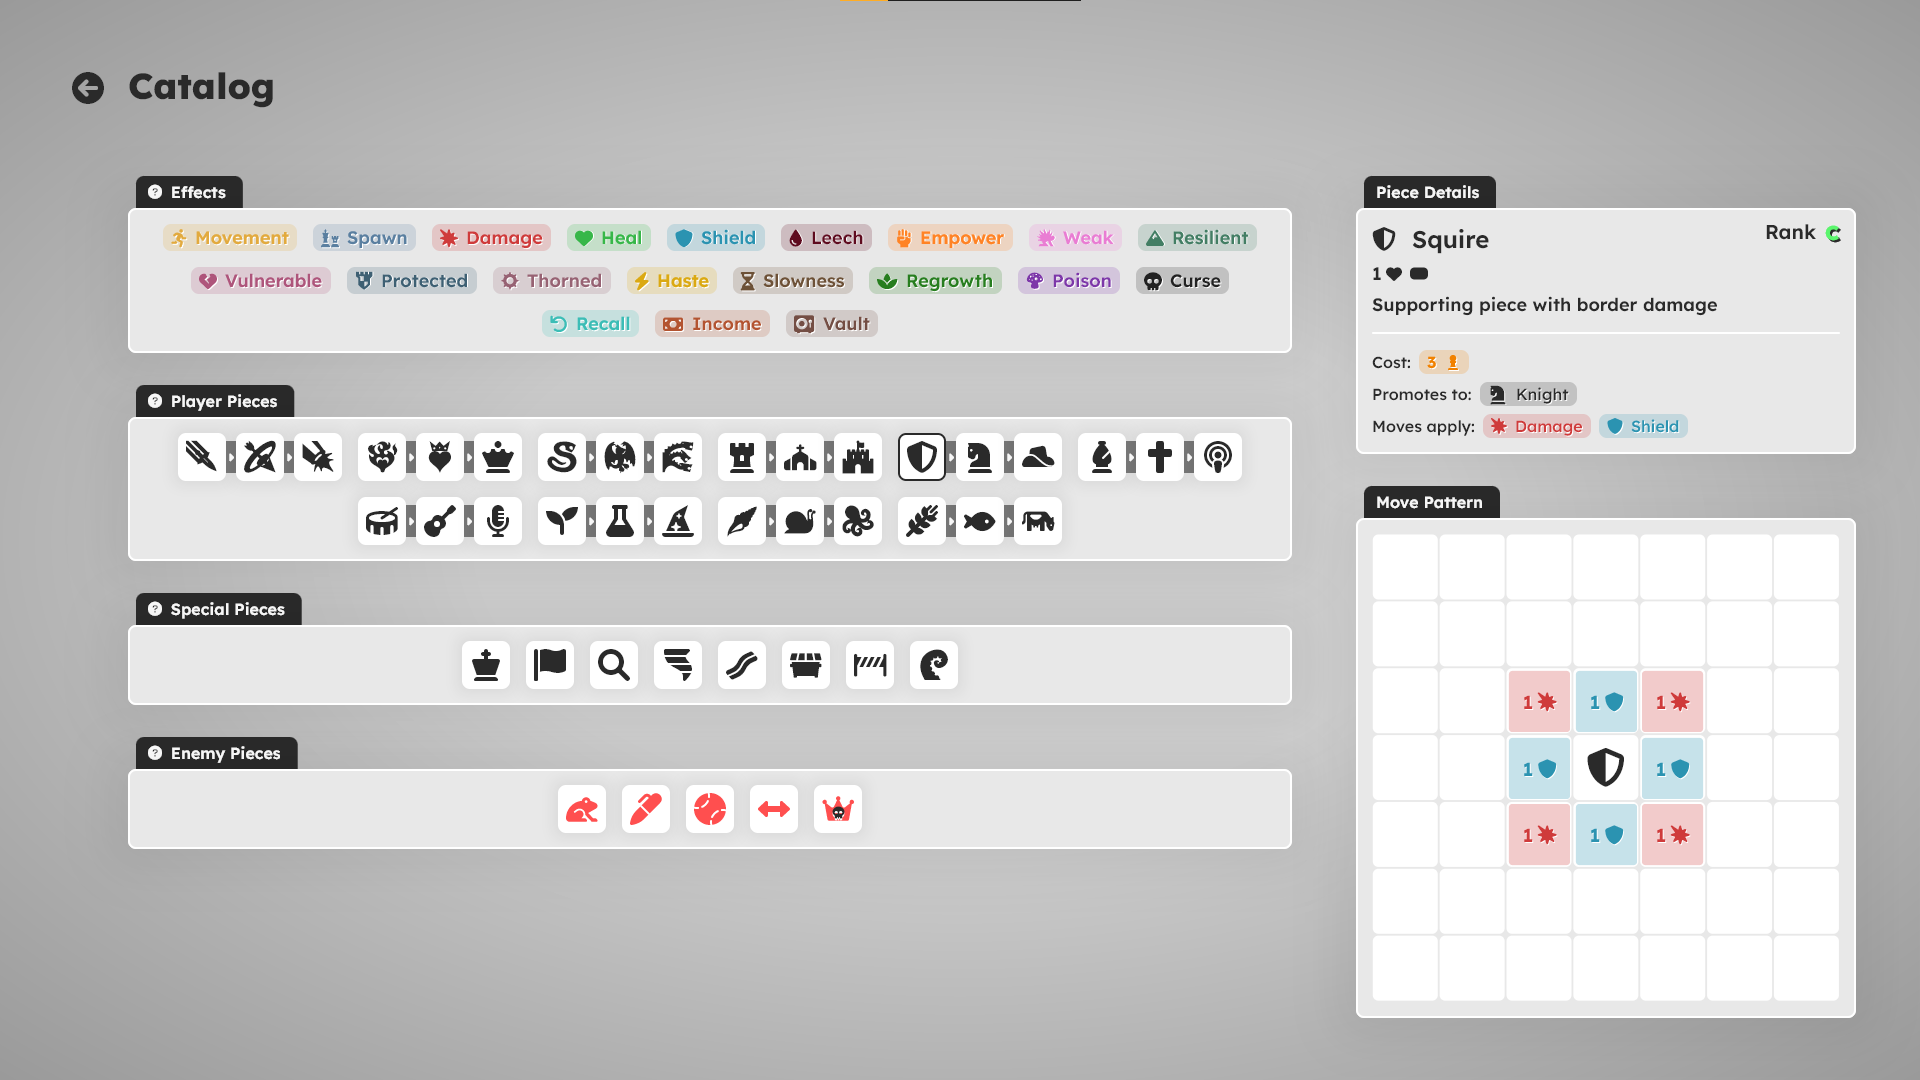 Catalog
Effects
Movement Spawn Damage Heal Shield Leech Empower Weak Resilient
Vulnerable Protected Thorned Haste Slowness Regrowth Poison Curse
Recall Income Vault
Player Pieces
Special Pieces
Enemy Pieces
Piece Details
Squire Rank C
1
Supporting piece with border damage
Cost: 3
Promotes to: Knight
Moves apply: Damage Shield
Move Pattern
1 1 1
1 1
1 1 1